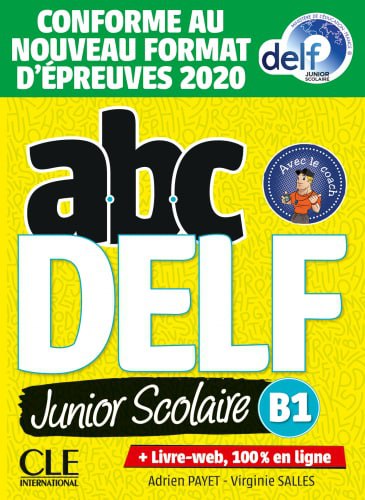 CONFORME AU
NOUVEAU FORMAT
D'ÉPREUVES 2020
delf
JUNIOR
SCOLAIRE
abc
Avec le coach
DELF
Junior Scolaire B1
+ Livre-web, 100 % en ligne
CLE
INTERNATIONAL
Adrien PAYET - Virginie SALLES